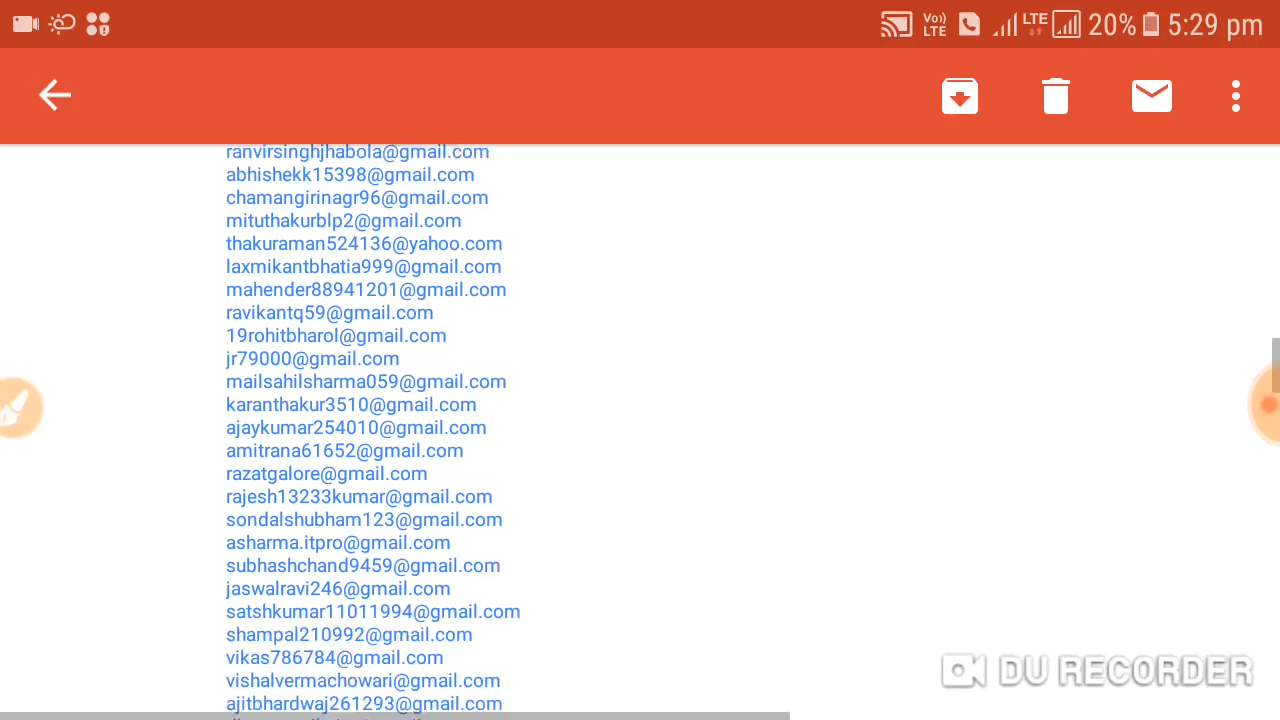 Vo)) LTE LTE 20% 5:29 pm
ranvirsinghjhabola@gmail.com
abhishekk15398@gmail.com
chamangirinagr96@gmail.com
mituthakurblp2@gmail.com
thakuraman524136@yahoo.com
laxmikantbhatia999@gmail.com
mahender88941201@gmail.com
ravikantq59@gmail.com
19rohitbharol@gmail.com
jr79000@gmail.com
mailsahilsharma059@gmail.com
karanthakur3510@gmail.com
ajaykumar254010@gmail.com
amitrana61652@gmail.com
razatgalore@gmail.com
rajesh13233kumar@gmail.com
sondalshubham123@gmail.com
asharma.itpro@gmail.com
subhashchand9459@gmail.com
jaswalravi246@gmail.com
satshkumar11011994@gmail.com
shampal210992@gmail.com
vikas786784@gmail.com
vishalvermachowari@gmail.com
ajitbhardwaj261293@gmail.com
DU RECORDER